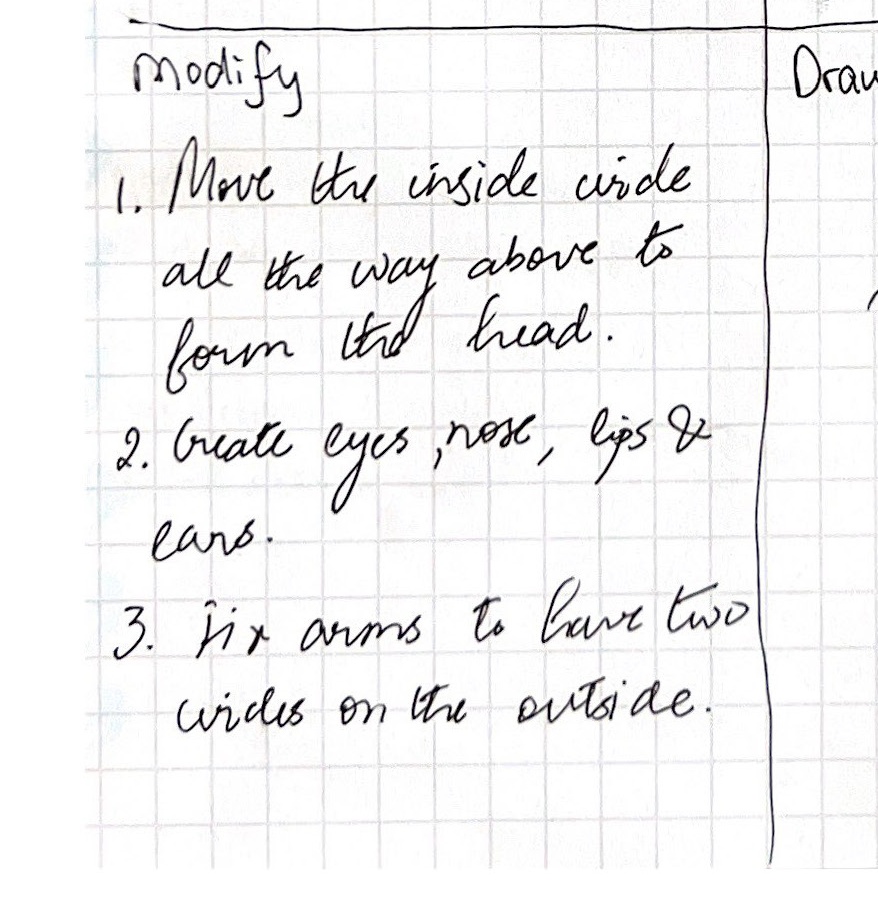 Modify
1. Move the inside circle
all the way above to
form the head.
2. Create eyes, nose, lips &
ears.
3. Fix arms to have two
circles on the outside.
Draw